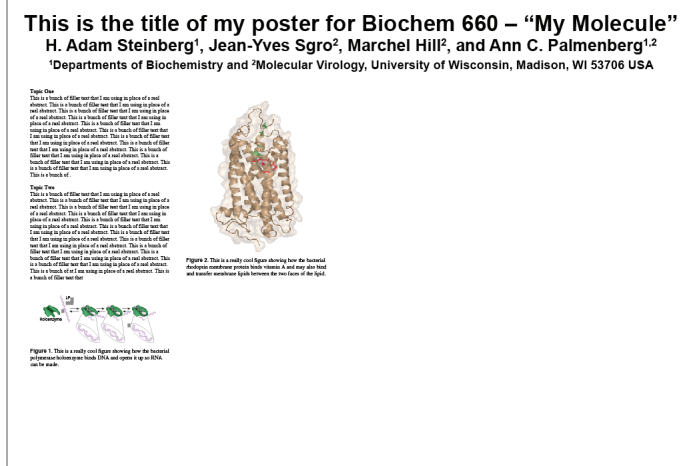 This is the title of my poster for Biochem 660 – “My Molecule”
H. Adam Steinberg¹, Jean-Yves Sgro², Marchel Hill², and Ann C. Palmenberg¹,²
¹Departments of Biochemistry and ²Molecular Virology, University of Wisconsin, Madison, WI 53706 USA
Topic One
This is a bunch of filler text that I am using in place of a real
abstract. This is a bunch of filler text that I am using in place of a
real abstract. This is a bunch of filler text that I am using in place
of a real abstract. This is a bunch of filler text that I am using in
place of a real abstract. This is a bunch of filler text that I am
using in place of a real abstract. This is a bunch of filler text that
I am using in place of a real abstract. This is a bunch of filler text
that I am using in place of a real abstract. This is a bunch of filler
text that I am using in place of a real abstract. This is a bunch of
filler text that I am using in place of a real abstract. This is a
bunch of filler text that I am using in place of a real abstract. This
is a bunch of filler text that I am using in place of a real abstract.
This is a bunch of .
Topic Two
This is a bunch of filler text that I am using in place of a real
abstract. This is a bunch of filler text that I am using in place of a
real abstract. This is a bunch of filler text that I am using in place
of a real abstract. This is a bunch of filler text that I am using in
place of a real abstract. This is a bunch of filler text that I am
using in place of a real abstract. This is a bunch of filler text that
I am using in place of a real abstract. This is a bunch of filler text
that I am using in place of a real abstract. This is a bunch of filler
text that I am using in place of a real abstract. This is a bunch of
filler text that I am using in place of a real abstract. This is a
bunch of filler text that I am using in place of a real abstract. This
is a bunch of filler text that I am using in place of a real abstract.
This is a bunch of st I am using in place of a real abstract. This is
a bunch of filler text that
Holoenzyme
Figure 1. This is a really cool figure showing how the bacterial
polymerase holoenzyme binds DNA and opens it up so RNA
can be made.
Figure 2. This is a really cool figure showing how the bacterial
rhodopsin membrane protein binds vitamin A and may also bind
and transfer membrane lipids between the two faces of the lipid.